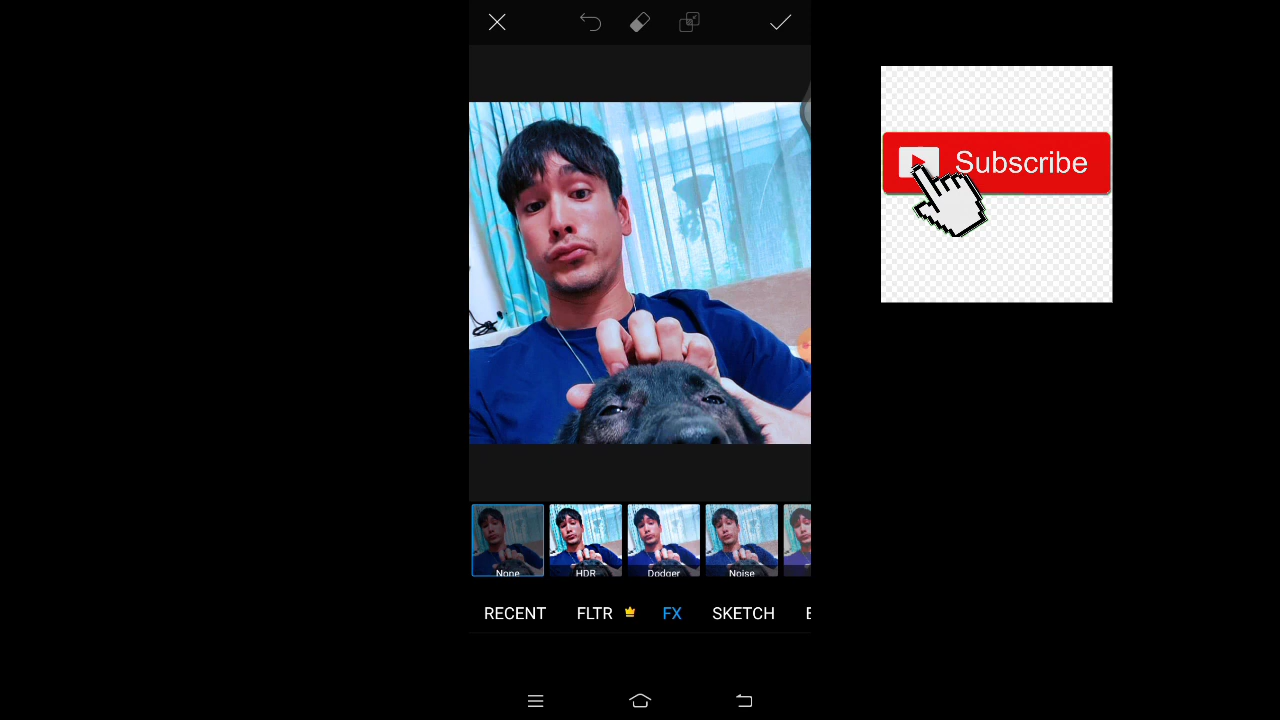 Subscribe
None
HDR
Dodger
Noise
RECENT
FLTR
FX
SKETCH